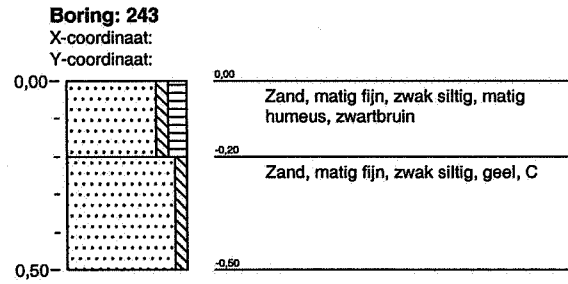 Boring: 243
X-coordinaat:
Y-coordinaat:
0,00
0,00
Zand, matig fijn, zwak siltig, matig
humeus, zwartbruin
-0,20
Zand, matig fijn, zwak siltig, geel, C
0,50
-0,50